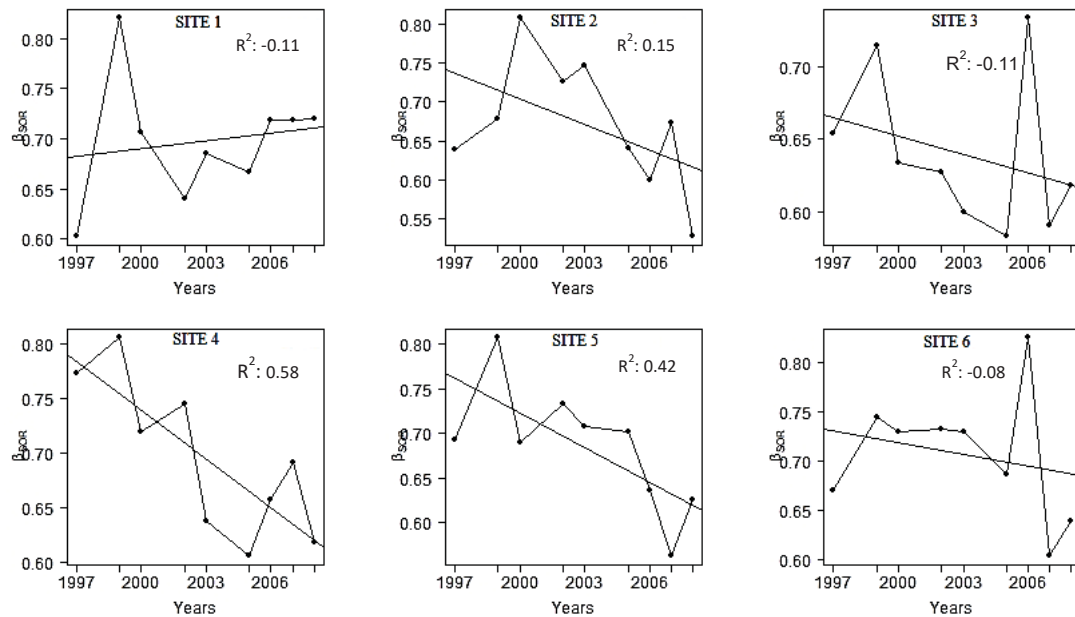 SITE 1
R²: -0.11
0.80
0.75
0.70
0.65
0.60
βSOR
1997 2000 2003 2006
Years
SITE 2
R²: 0.15
0.80
0.75
0.70
0.65
0.60
0.55
βSOR
1997 2000 2003 2006
Years
SITE 3
R²: -0.11
0.70
0.65
0.60
βSOR
1997 2000 2003 2006
Years
SITE 4
R²: 0.58
0.80
0.75
0.70
0.65
0.60
βSOR
1997 2000 2003 2006
Years
SITE 5
R²: 0.42
0.80
0.75
0.70
0.65
0.60
βSOR
1997 2000 2003 2006
Years
SITE 6
R²: -0.08
0.80
0.75
0.70
0.65
0.60
βSOR
1997 2000 2003 2006
Years